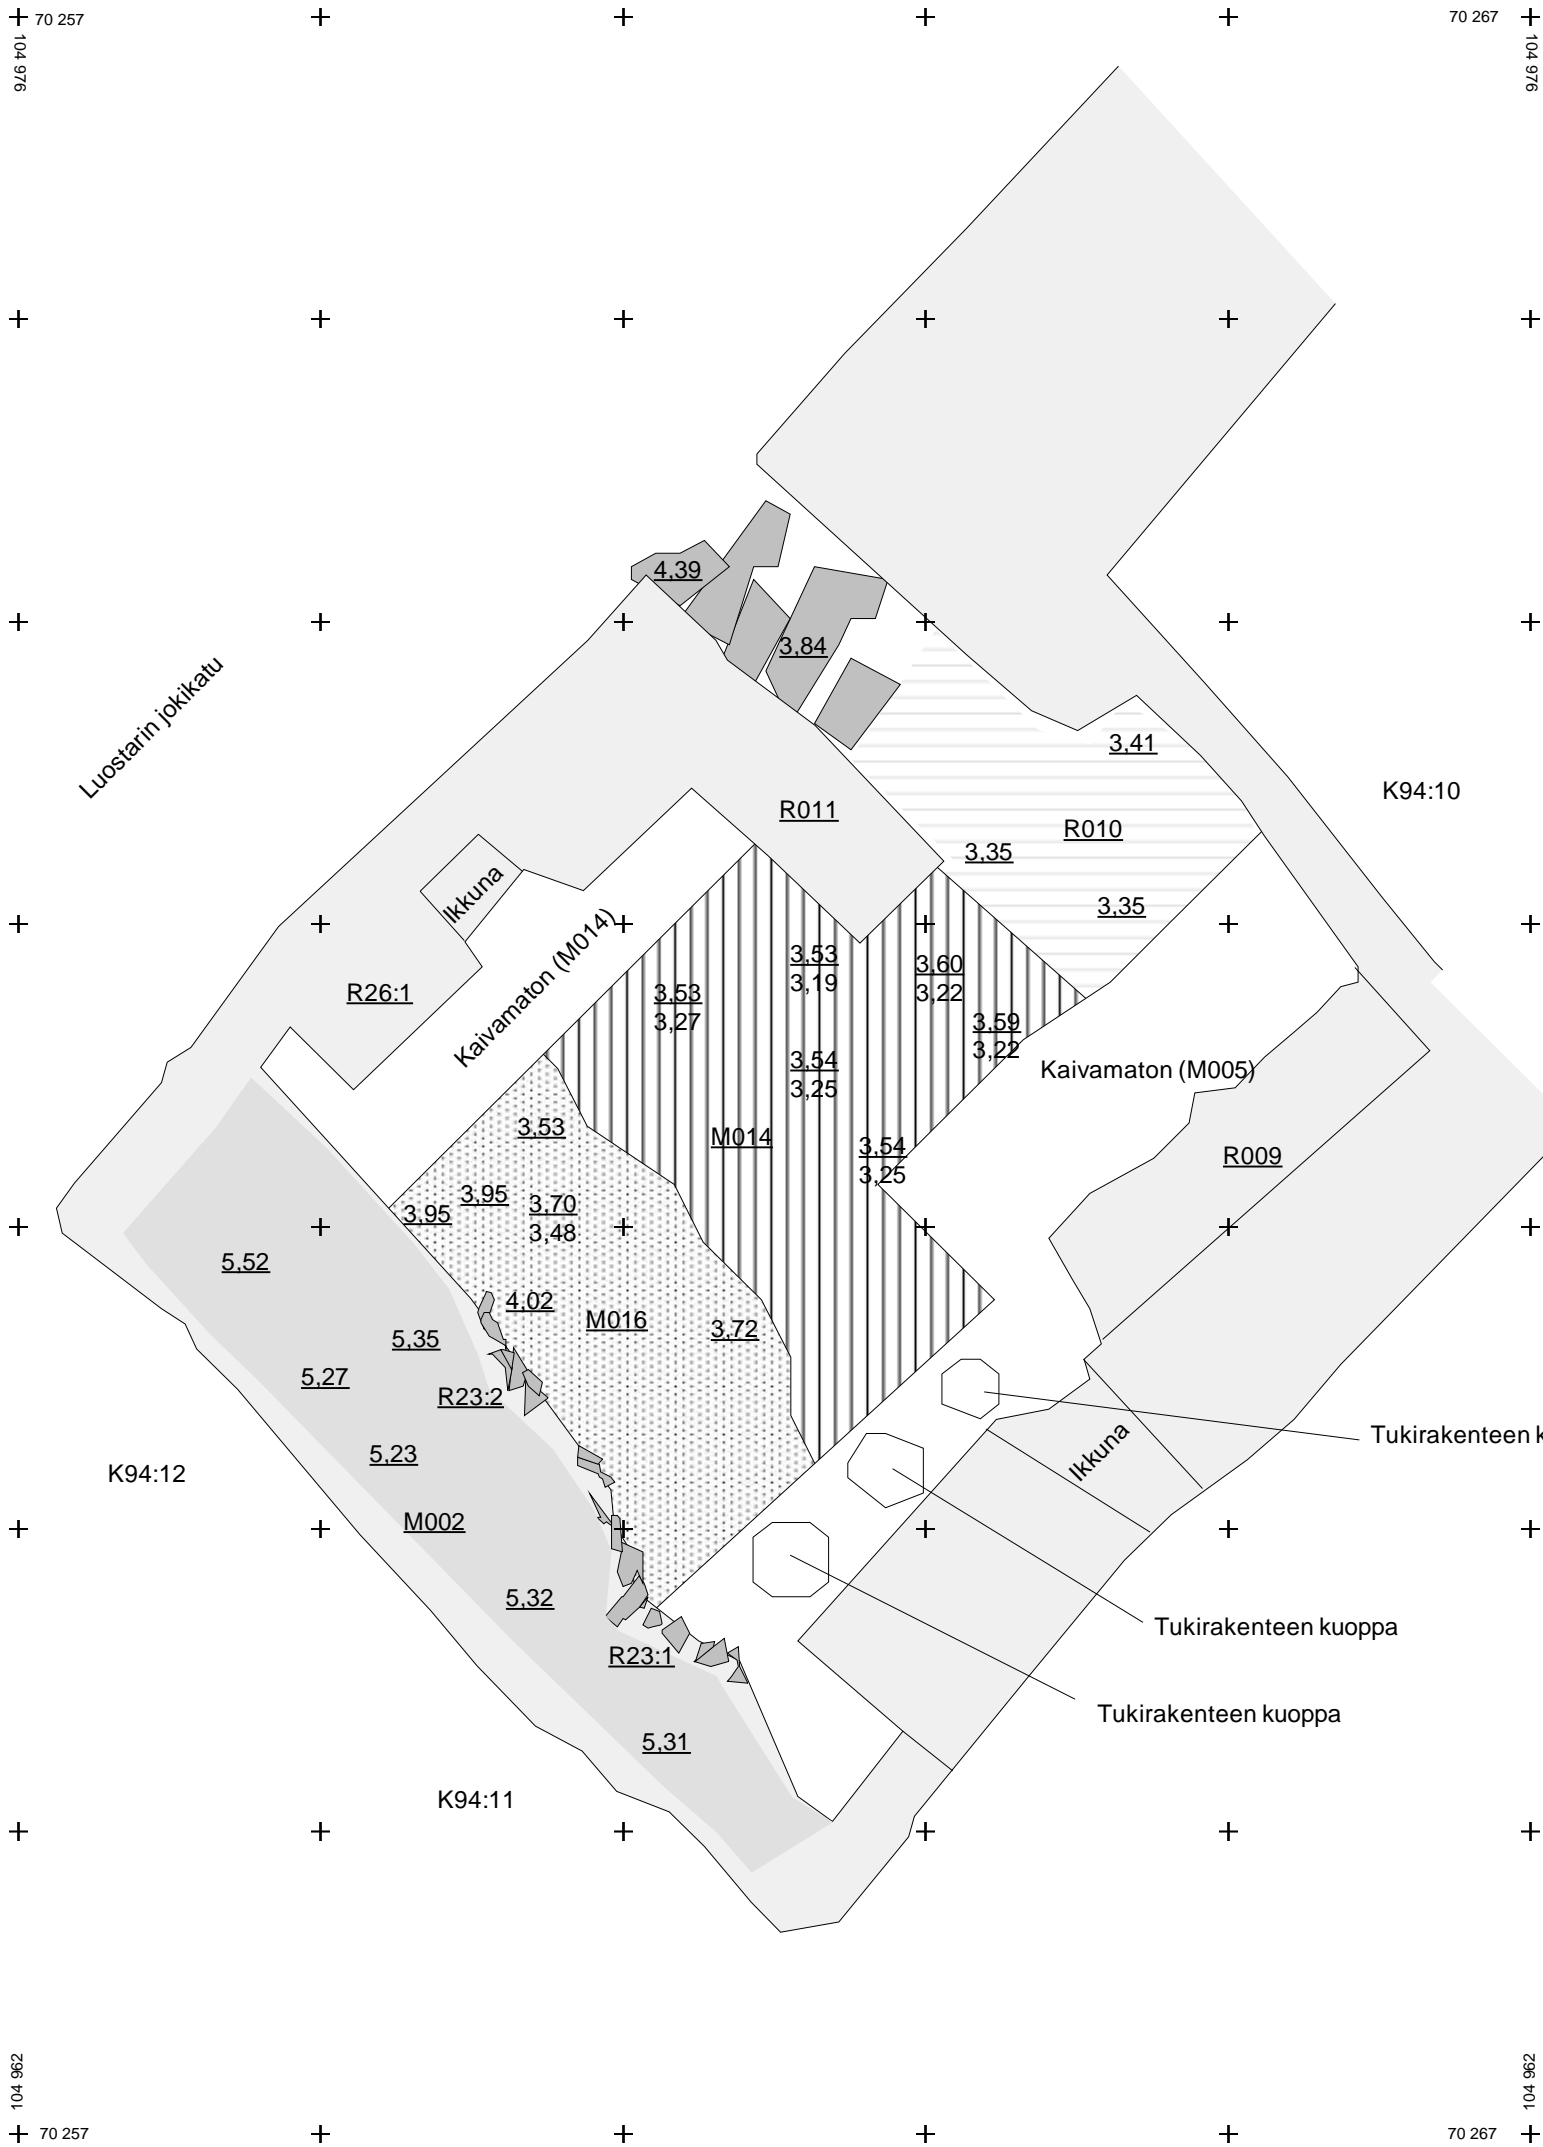 70 257
70 267
104 976
104 976
4,39
3,84
Luostarin jokikatu
3,41
K94:10
R011
R010
3,35
Ikkuna
3,35
Kaivamaton (M014)
3,53
3,19
3,60
3,22
R26:1
3,53
3,27
3,59
3,22
3,54
3,25
Kaivamaton (M005)
3,53
M014
3,54
3,25
R009
3,95
3,95
3,70
3,48
5,52
4,02
M016
3,72
5,35
5,27
R23:2
Tukirakenteen k
Ikkuna
5,23
K94:12
M002
5,32
Tukirakenteen kuoppa
R23:1
Tukirakenteen kuoppa
5,31
K94:11
104 962
104 962
70 257
70 267